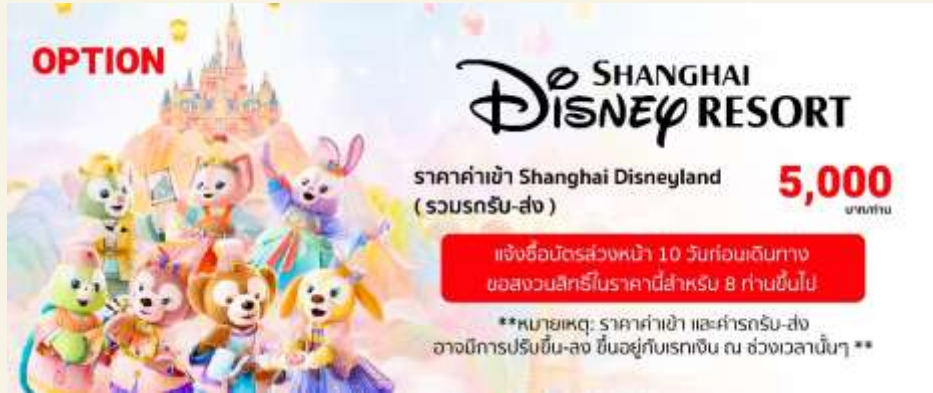 OPTION
SHANGHAI
DISNEY RESORT
ราคาค่าเข้า Shanghai Disneyland
( รวมรถรับ-ส่ง )
5,000
บาท/ท่าน
แจ้งซื้อบัตรล่วงหน้า 10 วันก่อนเดินทาง
ขอสงวนสิทธิ์ในราคานี้สำหรับ 8 ท่านขึ้นไป
**หมายเหตุ: ราคาค่าเข้า และค่ารถรับ-ส่ง
อาจมีการปรับขึ้น-ลง ขึ้นอยู่กับเรทเงิน ณ ช่วงเวลานั้นๆ **